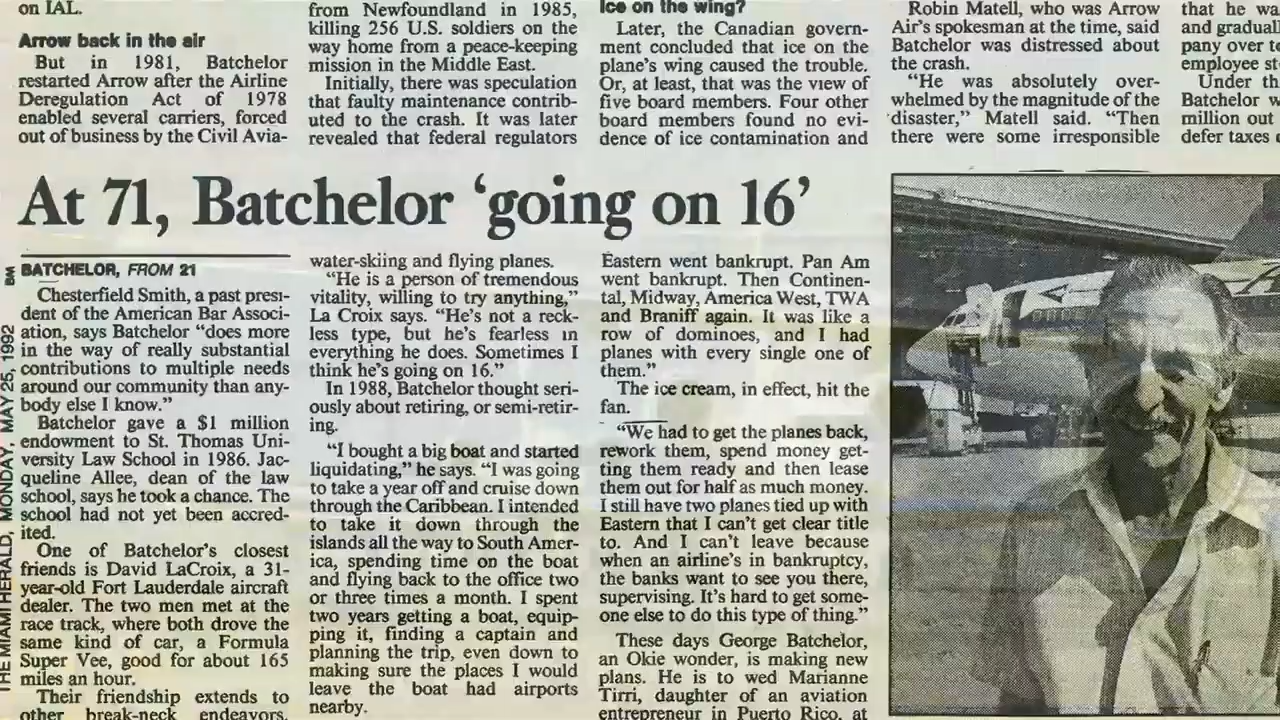 on IAL.
Arrow back in the air
But in 1981, Batchelor
restarted Arrow after the Airline
Deregulation Act of 1978
enabled several carriers, forced
out of business by the Civil Avia-
from Newfoundland in 1985,
killing 256 U.S. soldiers on the
way home from a peace-keeping
mission in the Middle East.
Initially, there was speculation
that faulty maintenance contrib-
uted to the crash. It was later
revealed that federal regulators
Ice on the wing?
Later, the Canadian govern-
ment concluded that ice on the
plane's wing caused the trouble.
Or, at least, that was the view of
five board members. Four other
board members found no evi-
dence of ice contamination and
Robin Matell, who was Arrow
Air's spokesman at the time, said
Batchelor was distressed about
the crash.
“He was absolutely over-
whelmed by the magnitude of the
disaster,” Matell said. “Then
there were some irresponsible
that he wa
and gradual
pany over t
employee st
Under th
Batchelor w
million out
defer taxes
At 71, Batchelor ‘going on 16’
THE MIAMI HERALD, MONDAY, MAY 25, 1992
BM
BATCHELOR, FROM 21
Chesterfield Smith, a past presi-
dent of the American Bar Associ-
ation, says Batchelor “does more
in the way of really substantial
contributions to multiple needs
around our community than any-
body else I know.”
Batchelor gave a $1 million
endowment to St. Thomas Uni-
versity Law School in 1986. Jac-
queline Allee, dean of the law
school, says he took a chance. The
school had not yet been accred-
ited.
One of Batchelor's closest
friends is David LaCroix, a 31-
year-old Fort Lauderdale aircraft
dealer. The two men met at the
race track, where both drove the
same kind of car, a Formula
Super Vee, good for about 165
miles an hour.
Their friendship extends to
other break-neck endeavors,
water-skiing and flying planes.
“He is a person of tremendous
vitality, willing to try anything,”
La Croix says. “He's not a reck-
less type, but he's fearless in
everything he does. Sometimes I
think he's going on 16.”
In 1988, Batchelor thought seri-
ously about retiring, or semi-retir-
ing.
“I bought a big boat and started
liquidating,” he says. “I was going
to take a year off and cruise down
through the Caribbean. I intended
to take it down through the
islands all the way to South Amer-
ica, spending time on the boat
and flying back to the office two
or three times a month. I spent
two years getting a boat, equip-
ping it, finding a captain and
planning the trip, even down to
making sure the places I would
leave the boat had airports
nearby.
Eastern went bankrupt. Pan Am
went bankrupt. Then Continen-
tal, Midway, America West, TWA
and Braniff again. It was like a
row of dominoes, and I had
planes with every single one of
them.”
The ice cream, in effect, hit the
fan.
“We had to get the planes back,
rework them, spend money get-
ting them ready and then lease
them out for half as much money.
I still have two planes tied up with
Eastern that I can't get clear title
to. And I can't leave because
when an airline's in bankruptcy,
the banks want to see you there,
supervising. It's hard to get some-
one else to do this type of thing.”
These days George Batchelor,
an Okie wonder, is making new
plans. He is to wed Marianne
Tirri, daughter of an aviation
entrepreneur in Puerto Rico, at